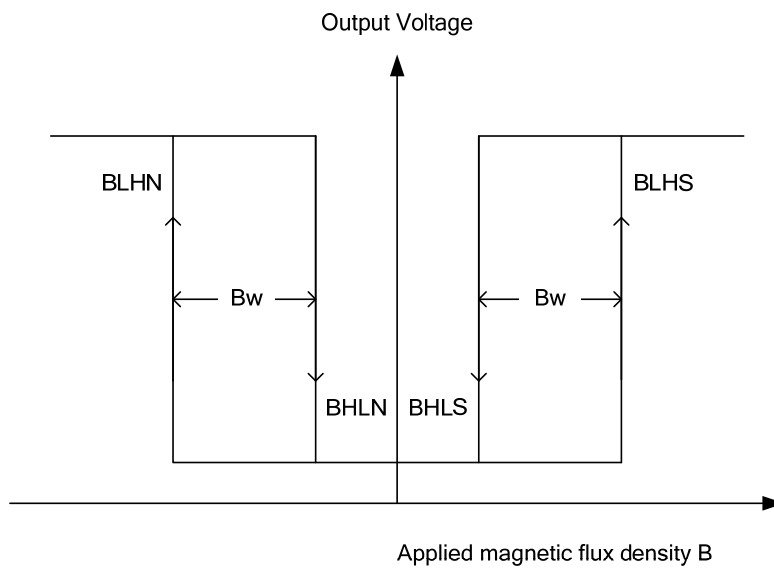 Output Voltage
BLHN
BLHS
Bw
Bw
BHLN
BHLS
Applied magnetic flux density B